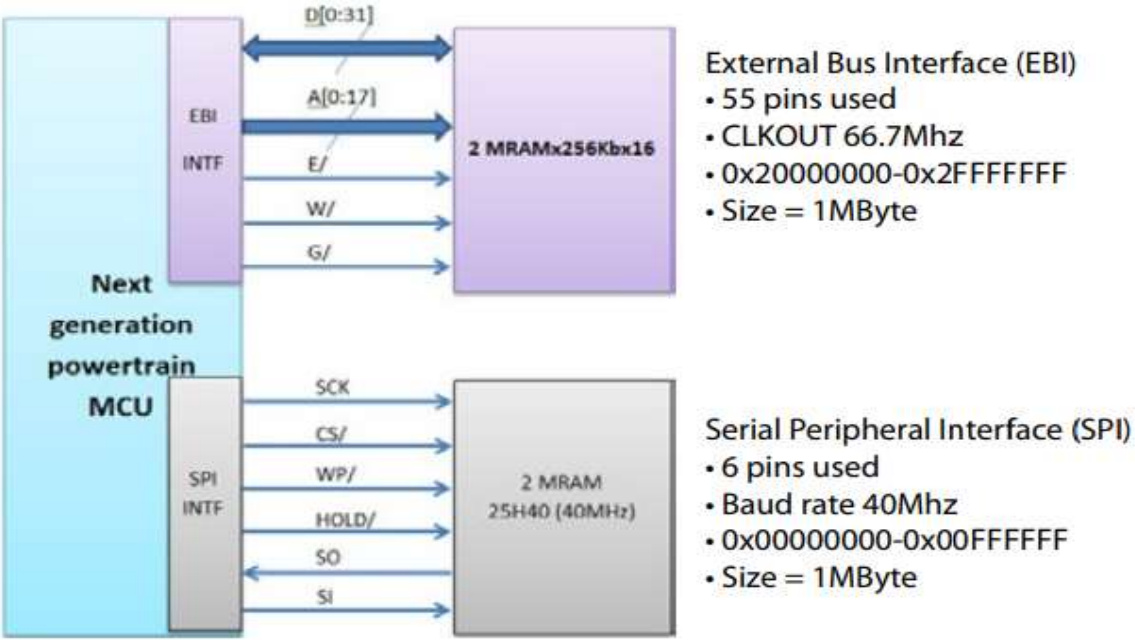 D[0:31]
A[0:17]
E/
W/
G/
EBI
INTF
2 MRAMx256Kbx16
External Bus Interface (EBI)
• 55 pins used
• CLKOUT 66.7Mhz
• 0x20000000-0x2FFFFFFF
• Size = 1MByte
Next
generation
powertrain
MCU
SCK
CS/
WP/
HOLD/
SO
SI
SPI
INTF
2 MRAM
25H40 (40MHz)
Serial Peripheral Interface (SPI)
• 6 pins used
• Baud rate 40Mhz
• 0x00000000-0x00FFFFFF
• Size = 1MByte